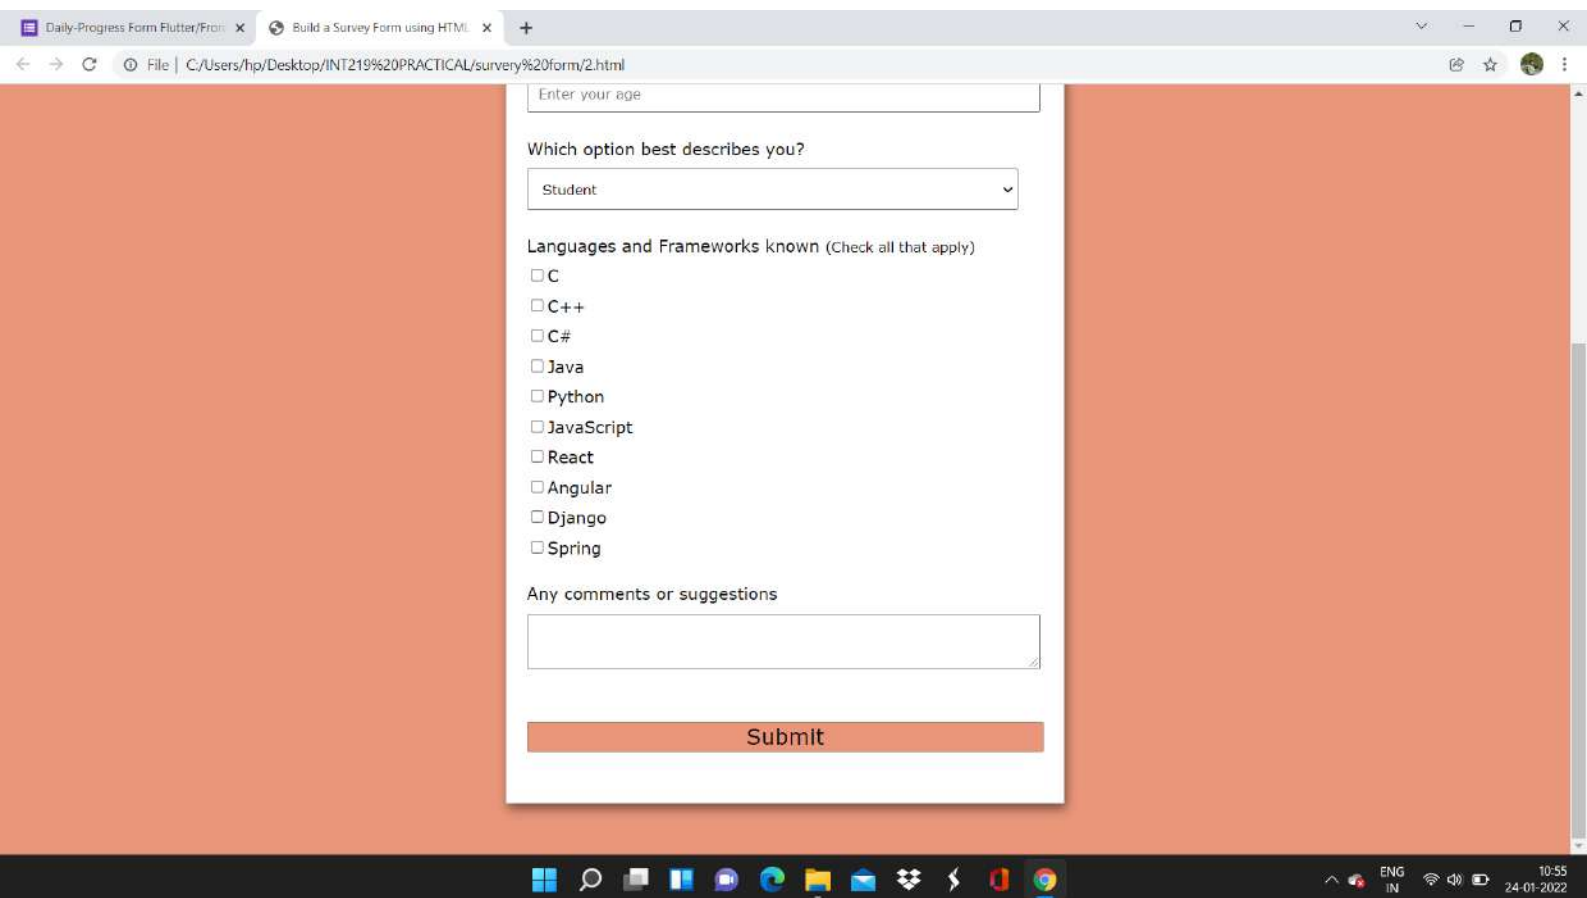 Daily-Progress Form Flutter/Fron
Build a Survey Form using HTML
File | C:/Users/hp/Desktop/INT219%20PRACTICAL/survery%20form/2.html
Enter your age
Which option best describes you?
Student
Languages and Frameworks known (Check all that apply)
C
C++
C#
Java
Python
JavaScript
React
Angular
Django
Spring
Any comments or suggestions
Submit
ENG
IN
10:55
24-01-2022